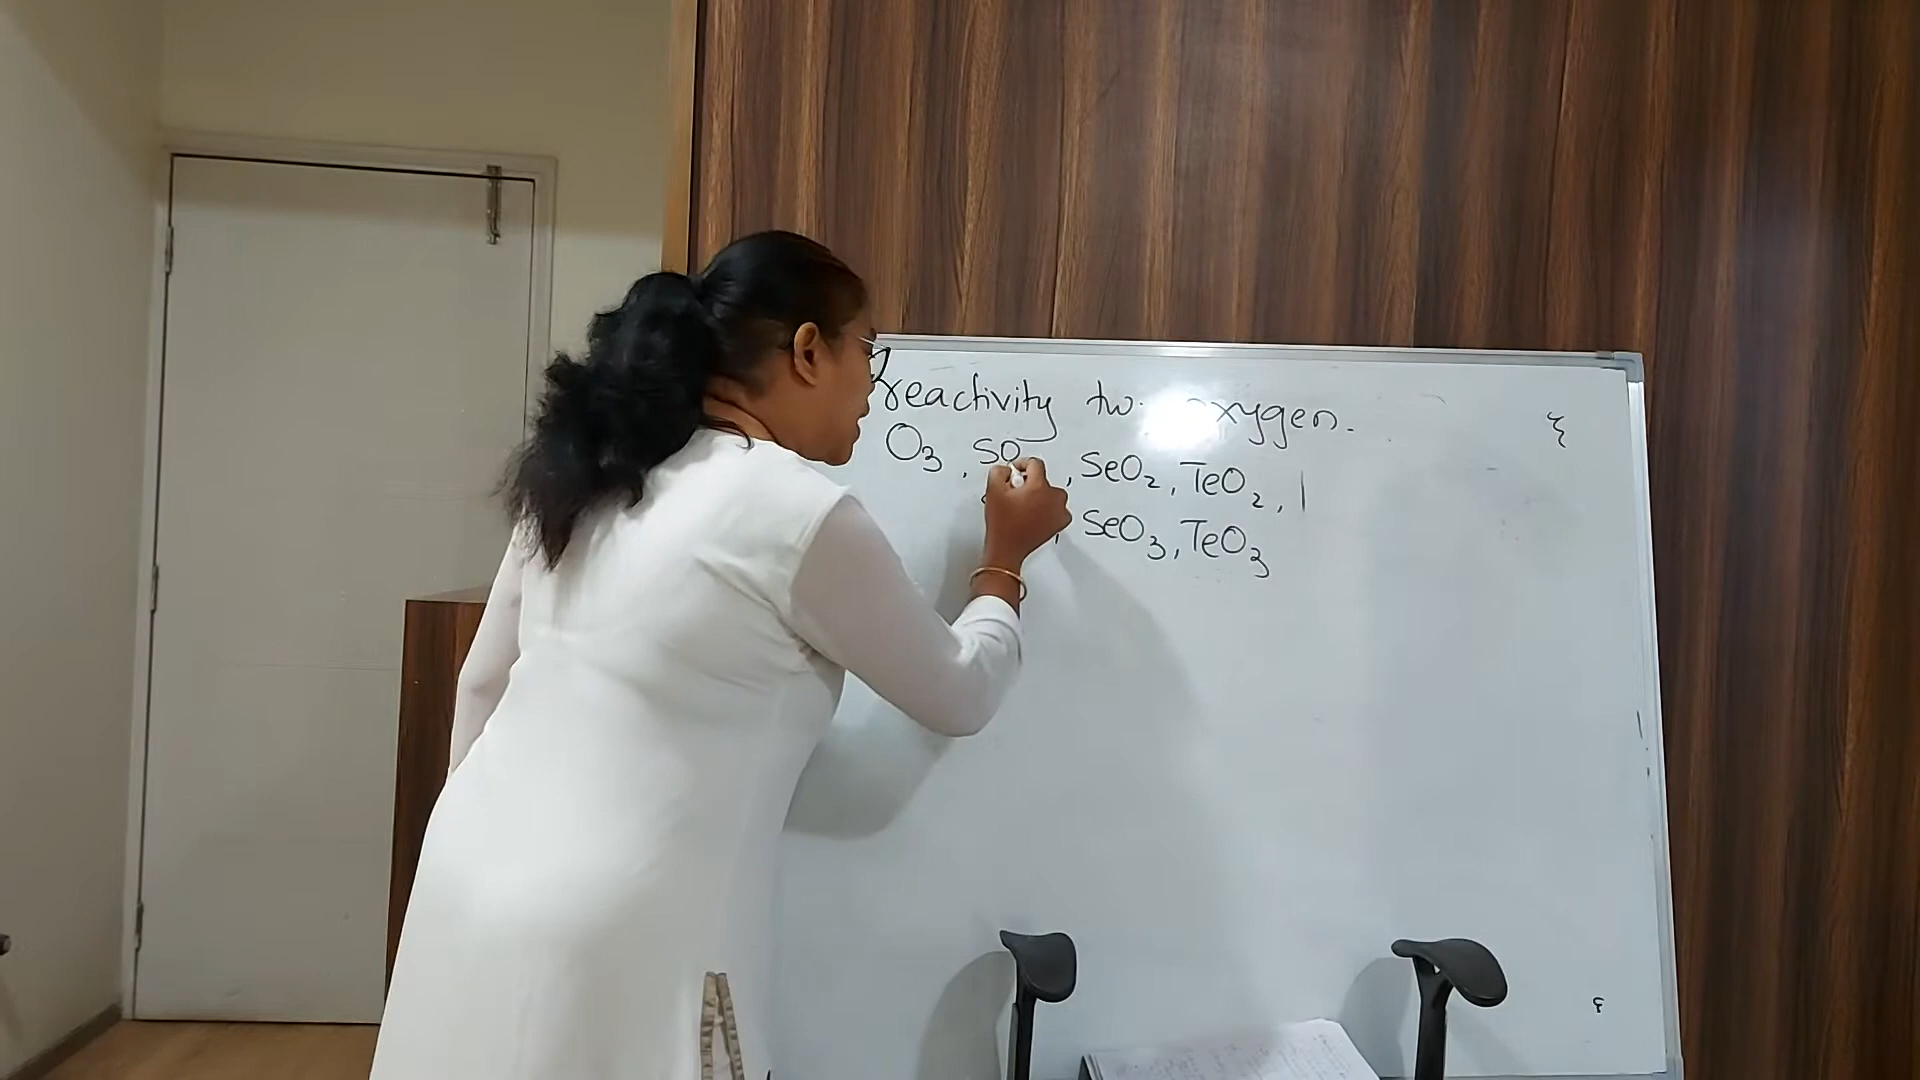 reactivity tw. oxygen.
O3, SO , SeO2, TeO2, |
, SeO3, TeO3